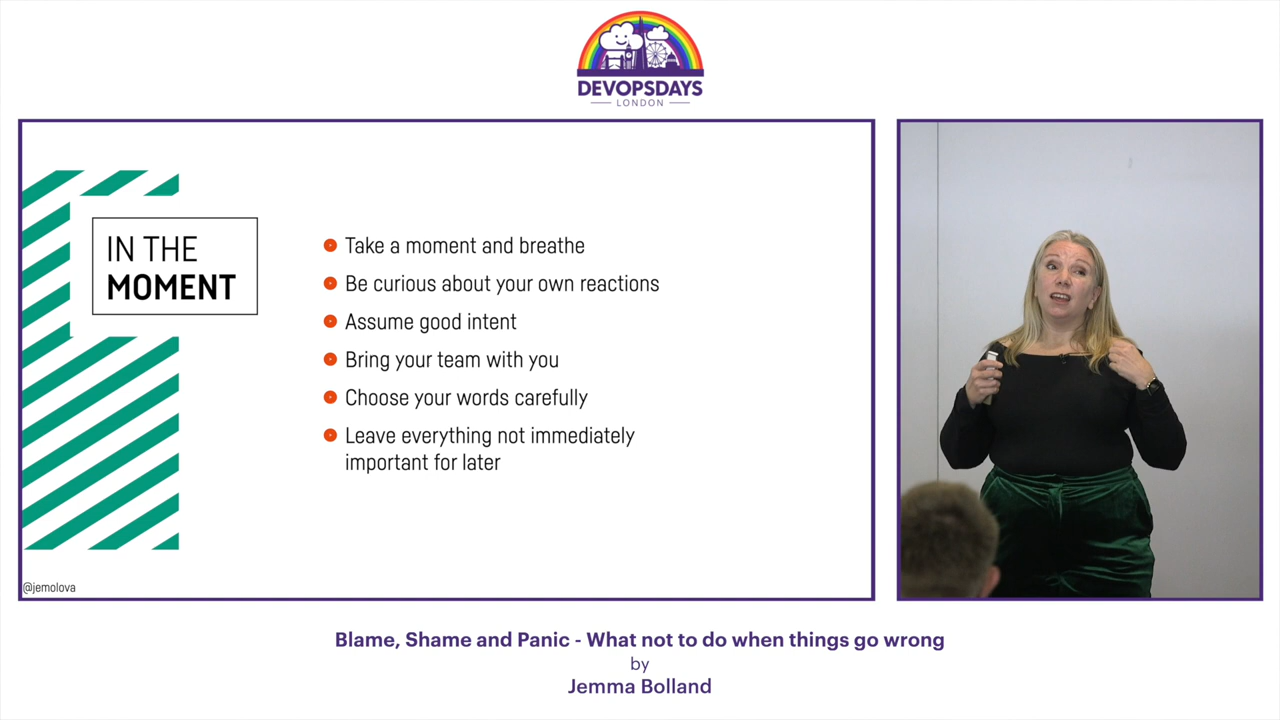 DEVOPSDAYS
LONDON
IN THE
MOMENT
Take a moment and breathe
Be curious about your own reactions
Assume good intent
Bring your team with you
Choose your words carefully
Leave everything not immediately
important for later
@jemolova
Blame, Shame and Panic - What not to do when things go wrong
by
Jemma Bolland